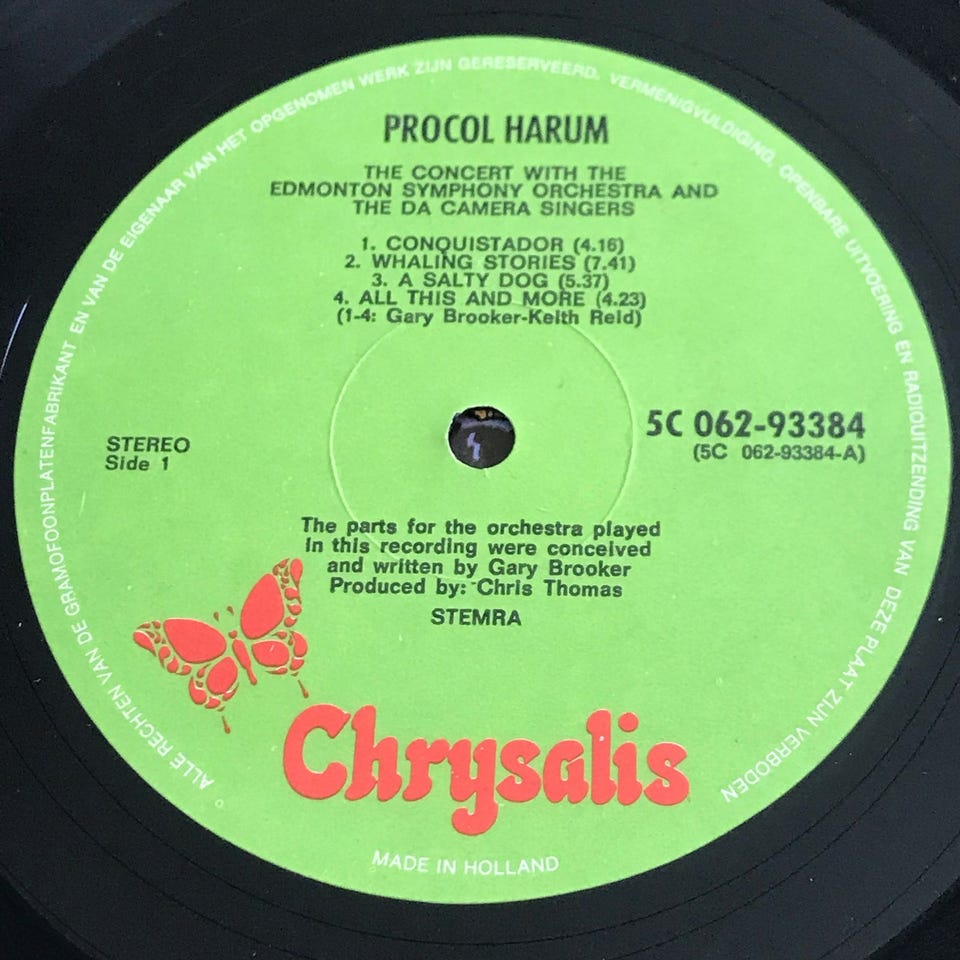 ALLE RECHTEN VAN DE GRAMOFOONPLATENFABRIKANT EN VAN DE EIGENAAR VAN HET OPGENOMEN WERK ZIJN GERESERVEERD. VERMENIGVULDIGING, OPENBARE UITVOERING EN RADIOUITZENDING VAN DEZE PLAAT ZIJN VERBODEN
PROCOL HARUM
THE CONCERT WITH THE
EDMONTON SYMPHONY ORCHESTRA AND
THE DA CAMERA SINGERS
1. CONQUISTADOR (4.16)
2. WHALING STORIES (7.41)
3. A SALTY DOG (5.37)
4. ALL THIS AND MORE (4.23)
(1-4: Gary Brooker-Keith Reid)
STEREO
Side 1
5C 062-93384
(5C 062-93384-A)
The parts for the orchestra played
in this recording were conceived
and written by Gary Brooker
Produced by: Chris Thomas
STEMRA
Chrysalis
MADE IN HOLLAND